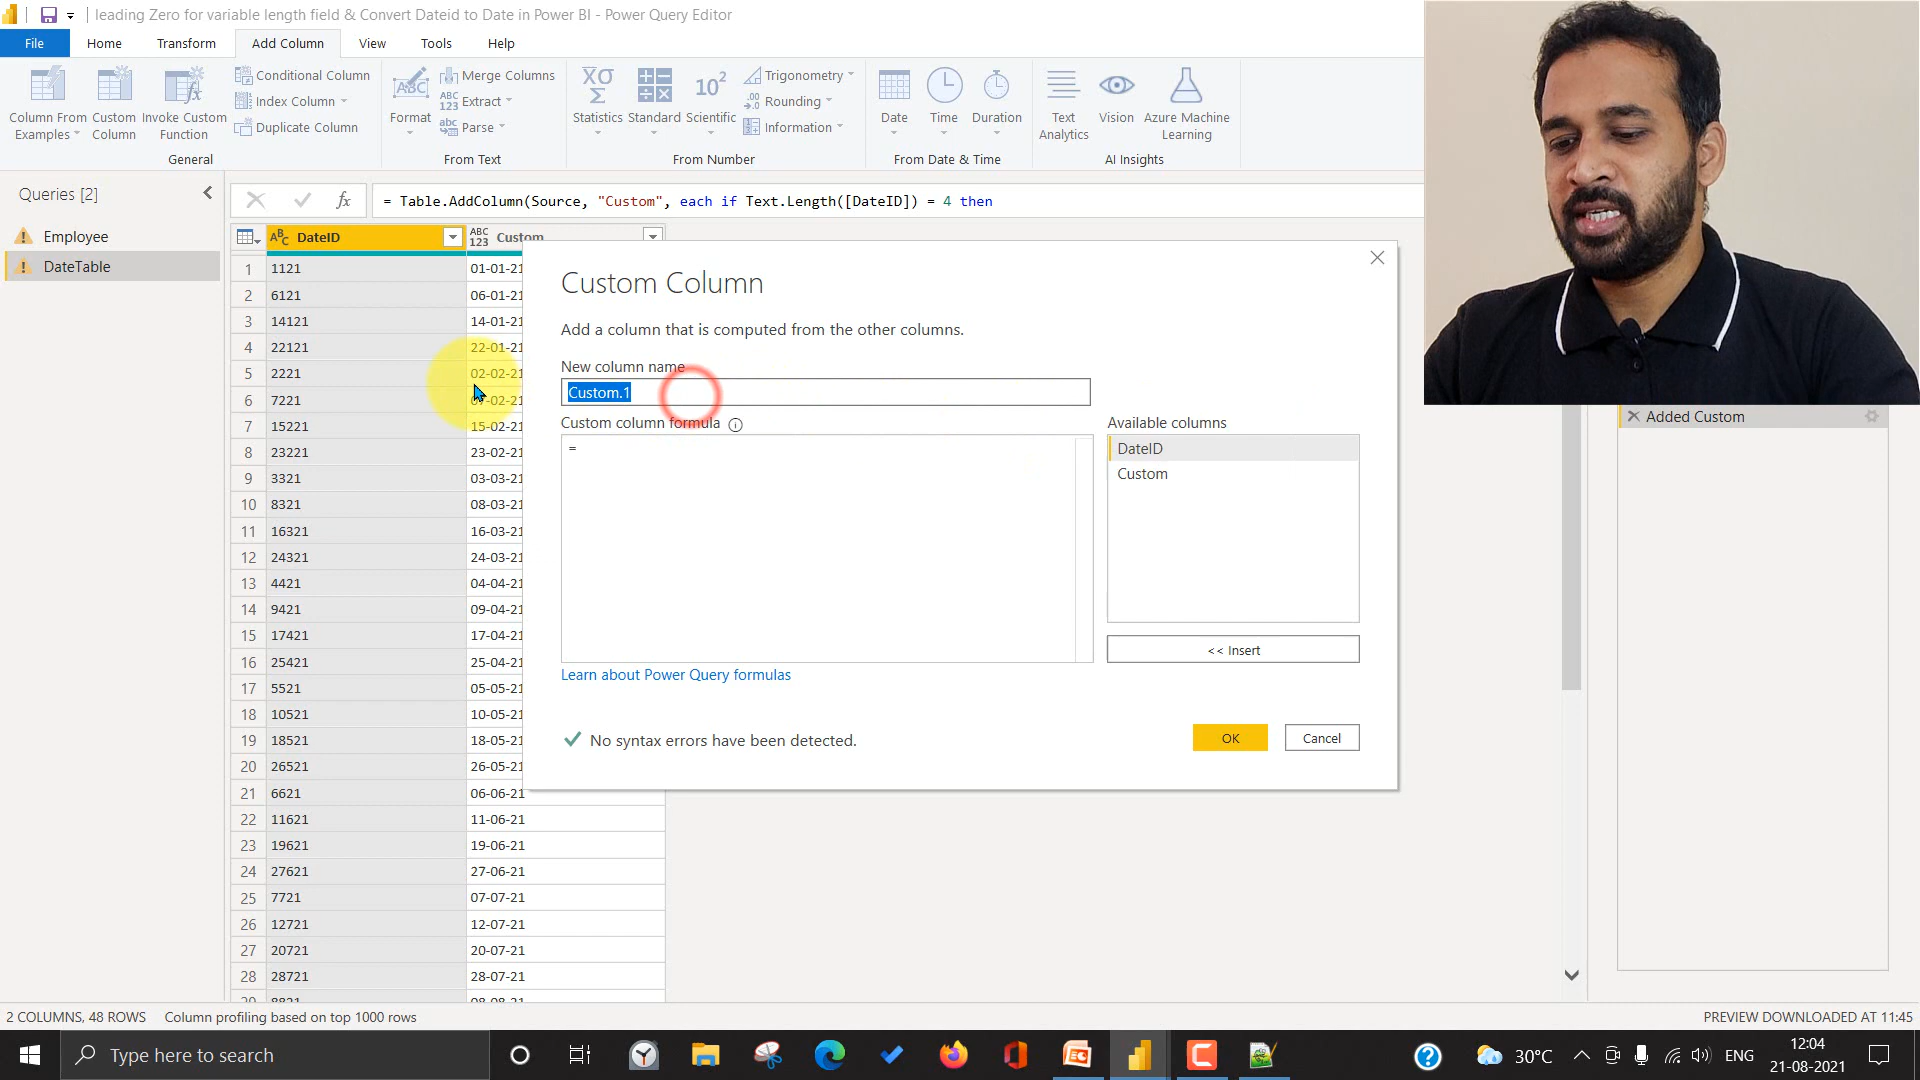 leading Zero for variable length field & Convert Dateid to Date in Power BI - Power Query Editor
File Home Transform Add Column View Tools Help
Column From Examples
Custom Column
Invoke Custom Function
Conditional Column
Index Column
Duplicate Column
General
Format
Merge Columns
Extract
Parse
From Text
Statistics
Standard
Scientific
Trigonometry
Rounding
Information
From Number
Date
Time
Duration
From Date & Time
Text Analytics
Vision
Azure Machine Learning
AI Insights
Queries [2]
Employee
DateTable
= Table.AddColumn(Source, "Custom", each if Text.Length([DateID]) = 4 then
DateID Custom
1 1121 01-01-21
2 6121 06-01-21
3 14121 14-01-21
4 22121 22-01-21
5 2221 02-02-21
6 7221 07-02-21
7 15221 15-02-21
8 23221 23-02-21
9 3321 03-03-21
10 8321 08-03-21
11 16321 16-03-21
12 24321 24-03-21
13 4421 04-04-21
14 9421 09-04-21
15 17421 17-04-21
16 25421 25-04-21
17 5521 05-05-21
18 10521 10-05-21
19 18521 18-05-21
20 26521 26-05-21
21 6621 06-06-21
22 11621 11-06-21
23 19621 19-06-21
24 27621 27-06-21
25 7721 07-07-21
26 12721 12-07-21
27 20721 20-07-21
28 28721 28-07-21
Custom Column
Add a column that is computed from the other columns.
New column name
Custom.1
Custom column formula
=
Available columns
DateID
Custom
<< Insert
Learn about Power Query formulas
No syntax errors have been detected.
OK Cancel
Added Custom
2 COLUMNS, 48 ROWS Column profiling based on top 1000 rows
PREVIEW DOWNLOADED AT 11:45
Type here to search
30°C
ENG
12:04
21-08-2021